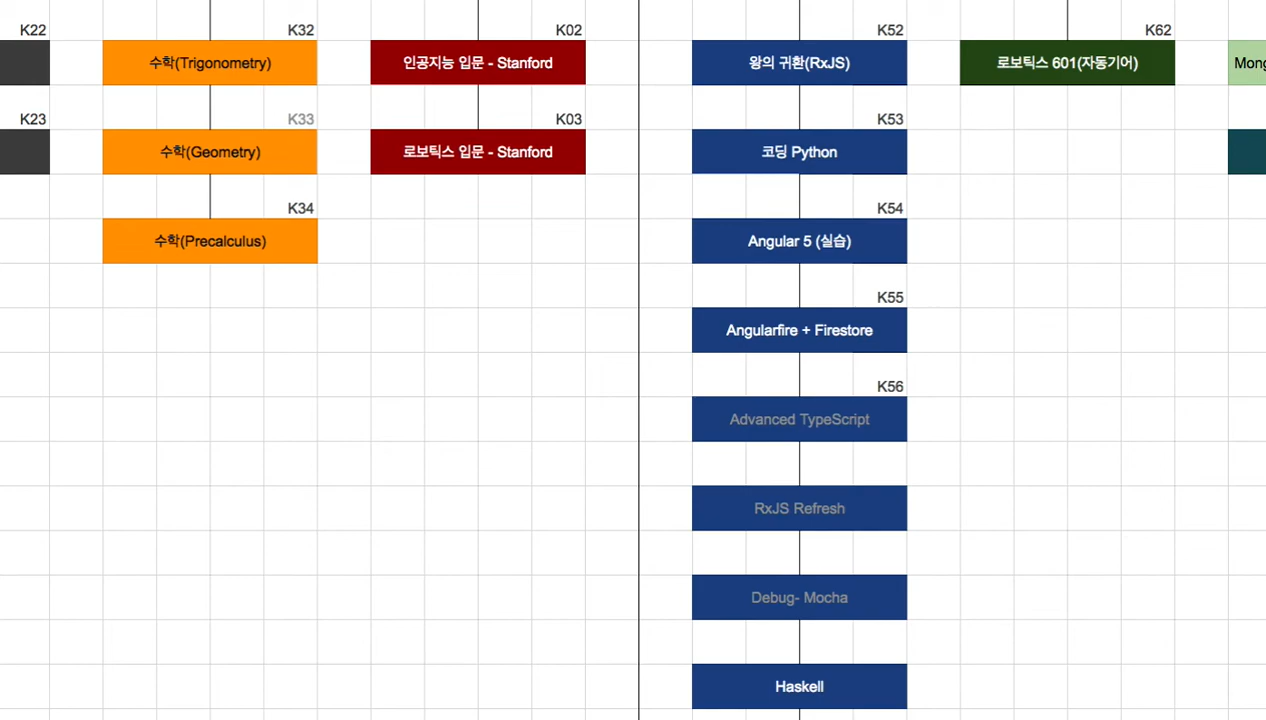 K22
K32
K02
K52
K62
수학(Trigonometry)
인공지능 입문 - Stanford
왕의 귀환(RxJS)
로보틱스 601(자동기어)
K23
K33
K03
K53
수학(Geometry)
로보틱스 입문 - Stanford
코딩 Python
K34
K54
수학(Precalculus)
Angular 5 (실습)
K55
Angularfire + Firestore
K56
Advanced TypeScript
RxJS Refresh
Debug- Mocha
Haskell